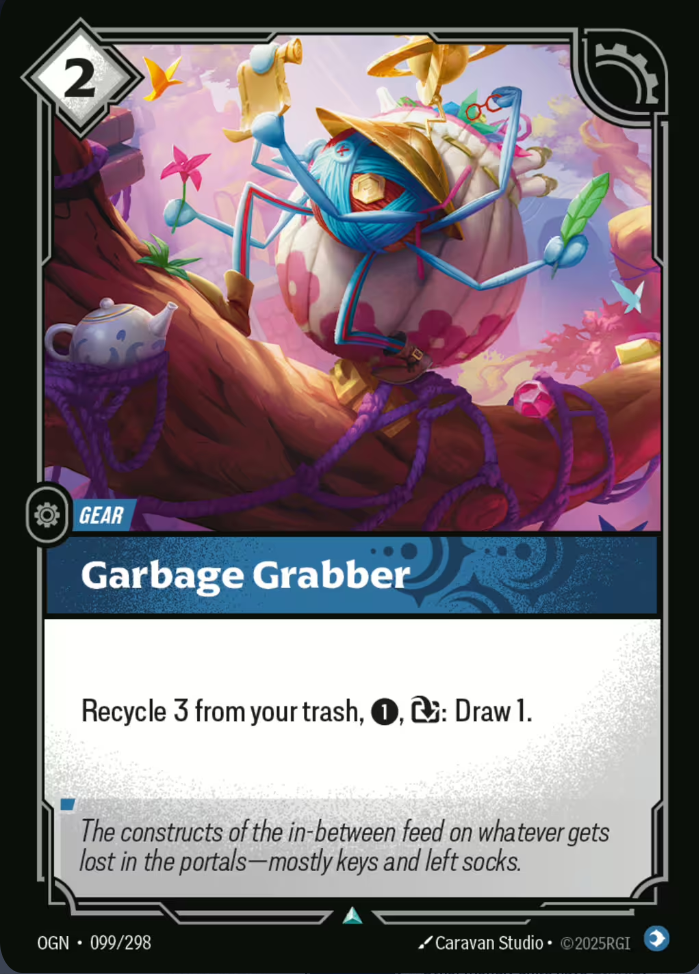 2
GEAR
Garbage Grabber
Recycle 3 from your trash, 1, : Draw 1.
The constructs of the in-between feed on whatever gets
lost in the portals—mostly keys and left socks.
OGN • 099/298
Caravan Studio • ©2025RGI